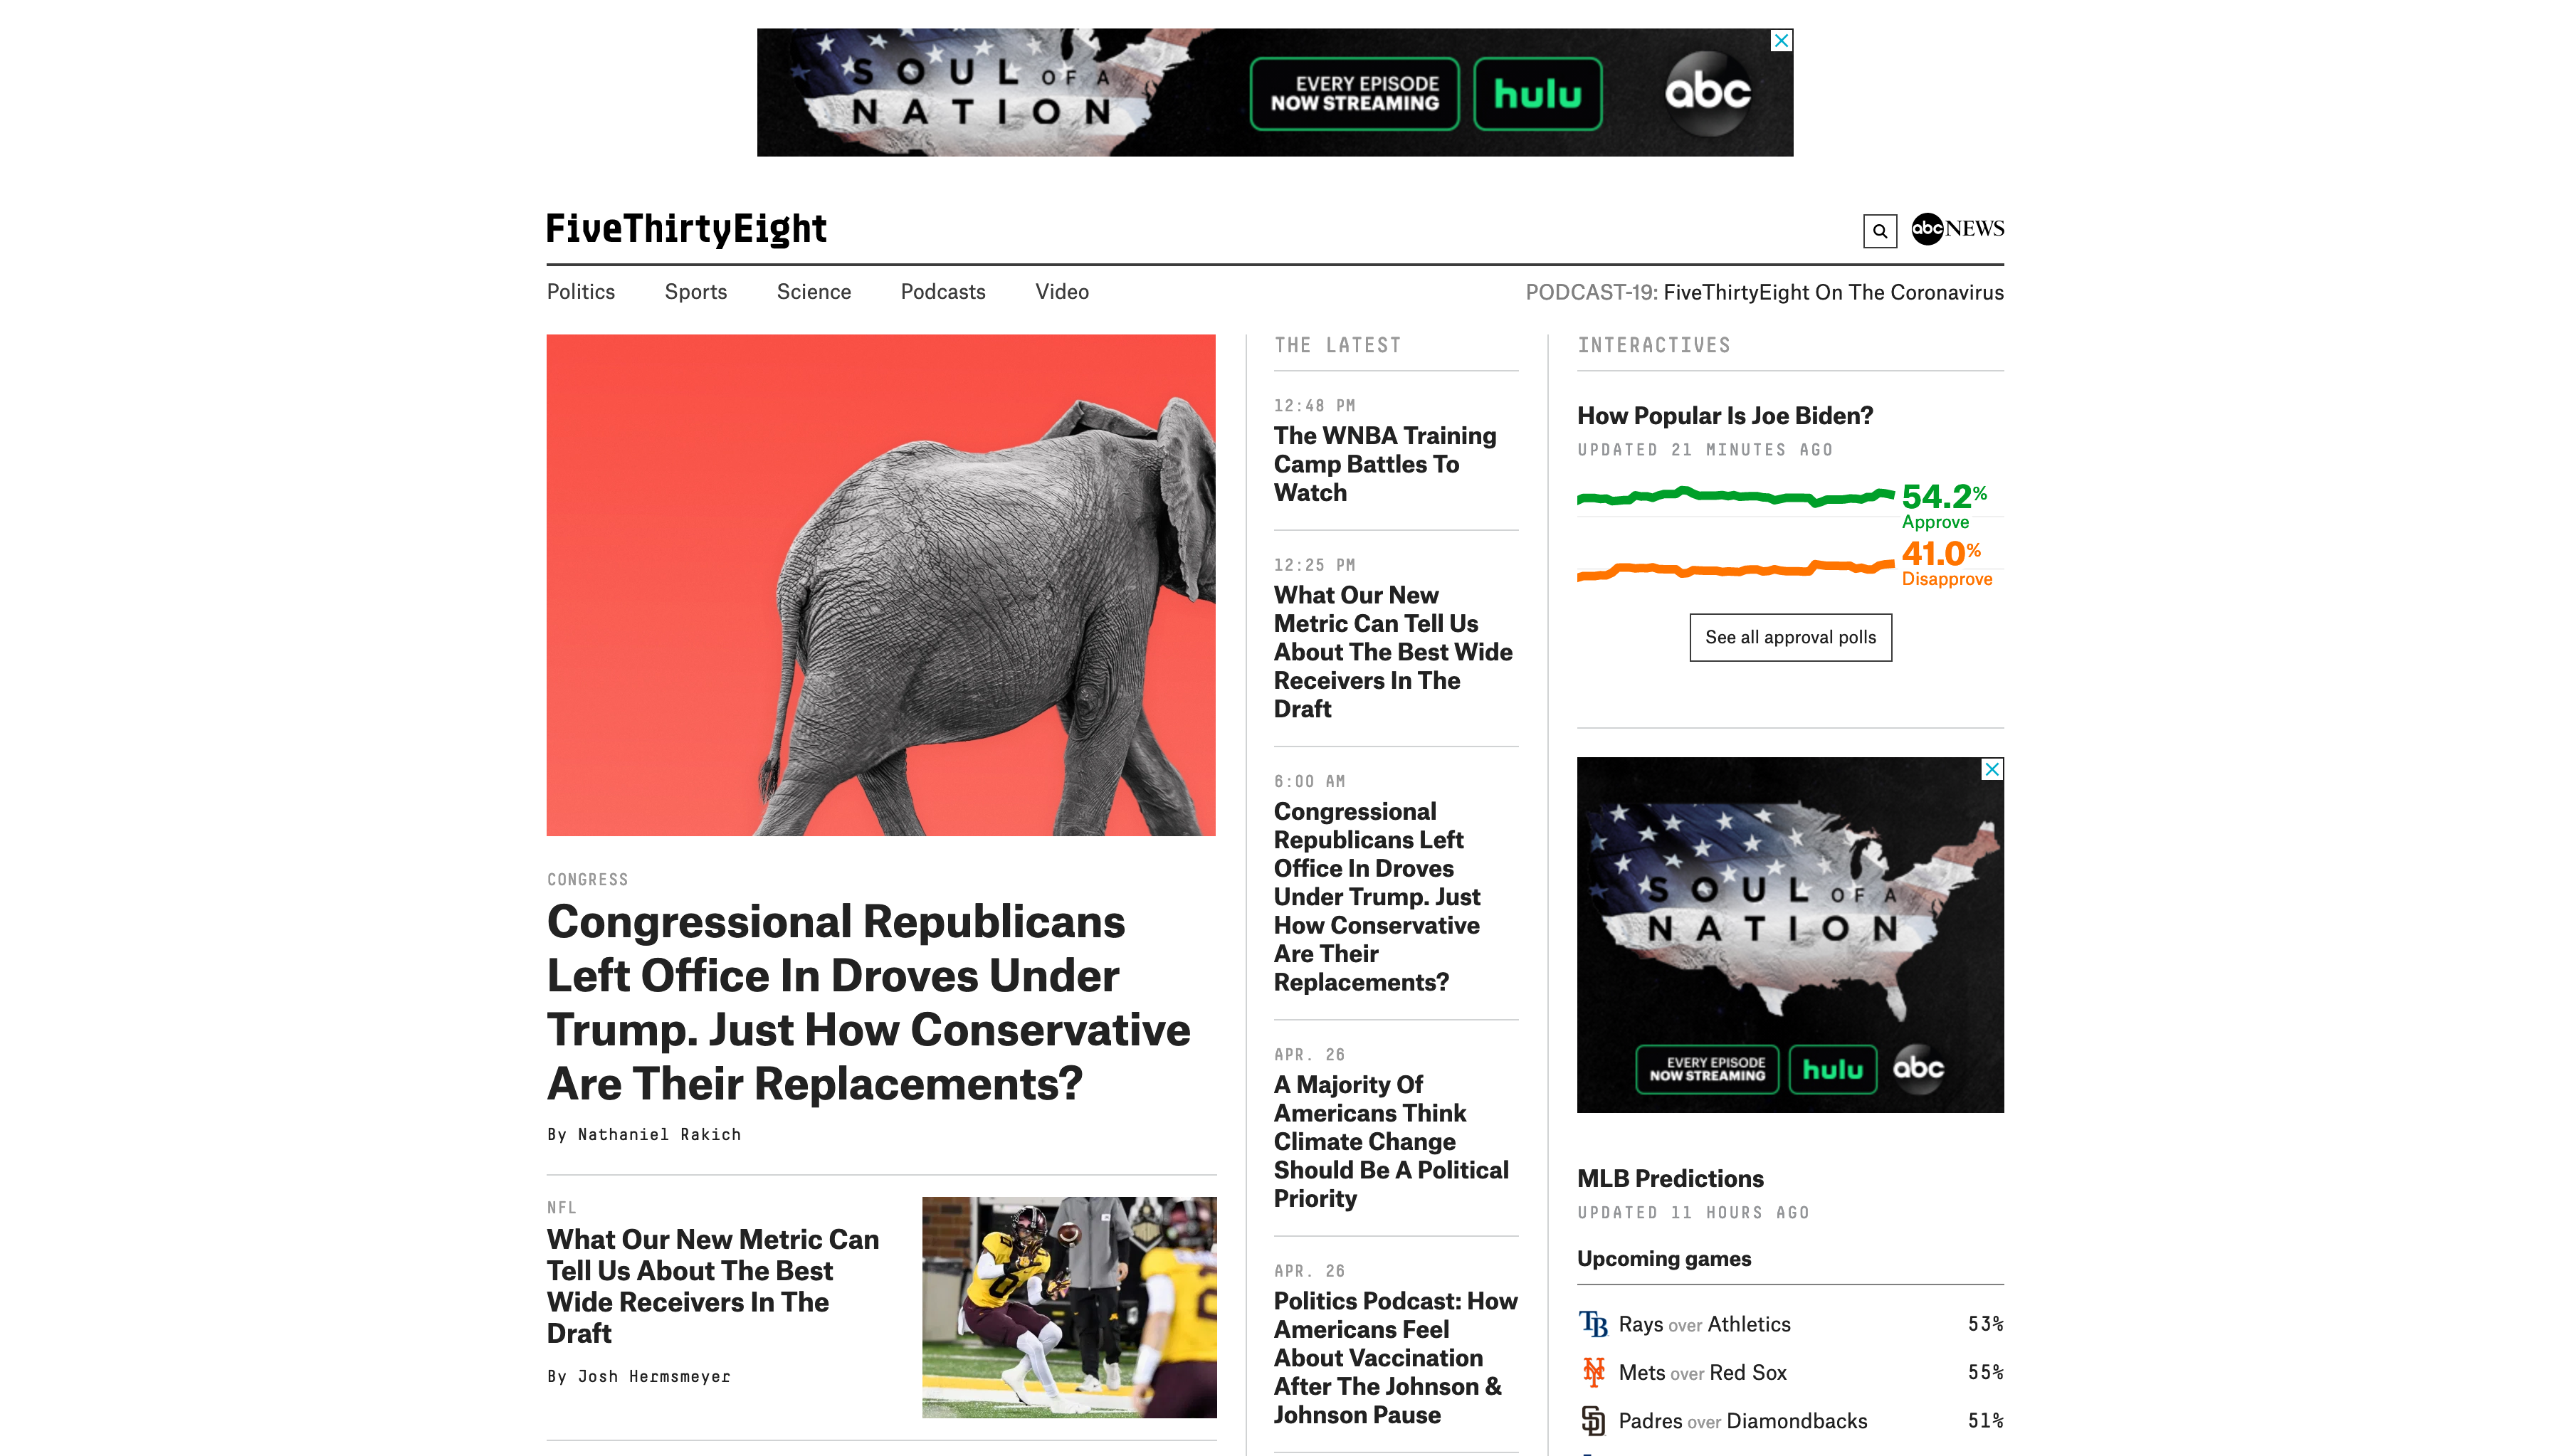 SOUL OF A
NATION
EVERY EPISODE
NOW STREAMING
hulu
abc
FiveThirtyEight
abc NEWS
Politics
Sports
Science
Podcasts
Video
PODCAST-19: FiveThirtyEight On The Coronavirus
CONGRESS
Congressional Republicans
Left Office In Droves Under
Trump. Just How Conservative
Are Their Replacements?
By Nathaniel Rakich
NFL
What Our New Metric Can
Tell Us About The Best
Wide Receivers In The
Draft
By Josh Hermsmeyer
THE LATEST
12:48 PM
The WNBA Training
Camp Battles To
Watch
12:25 PM
What Our New
Metric Can Tell Us
About The Best Wide
Receivers In The
Draft
6:00 AM
Congressional
Republicans Left
Office In Droves
Under Trump. Just
How Conservative
Are Their
Replacements?
APR. 26
A Majority Of
Americans Think
Climate Change
Should Be A Political
Priority
APR. 26
Politics Podcast: How
Americans Feel
About Vaccination
After The Johnson &
Johnson Pause
INTERACTIVES
How Popular Is Joe Biden?
UPDATED 21 MINUTES AGO
54.2%
Approve
41.0%
Disapprove
See all approval polls
SOUL OF A
NATION
EVERY EPISODE
NOW STREAMING
hulu
abc
MLB Predictions
UPDATED 11 HOURS AGO
Upcoming games
TB Rays over Athletics 53%
NY Mets over Red Sox 55%
SD Padres over Diamondbacks 51%